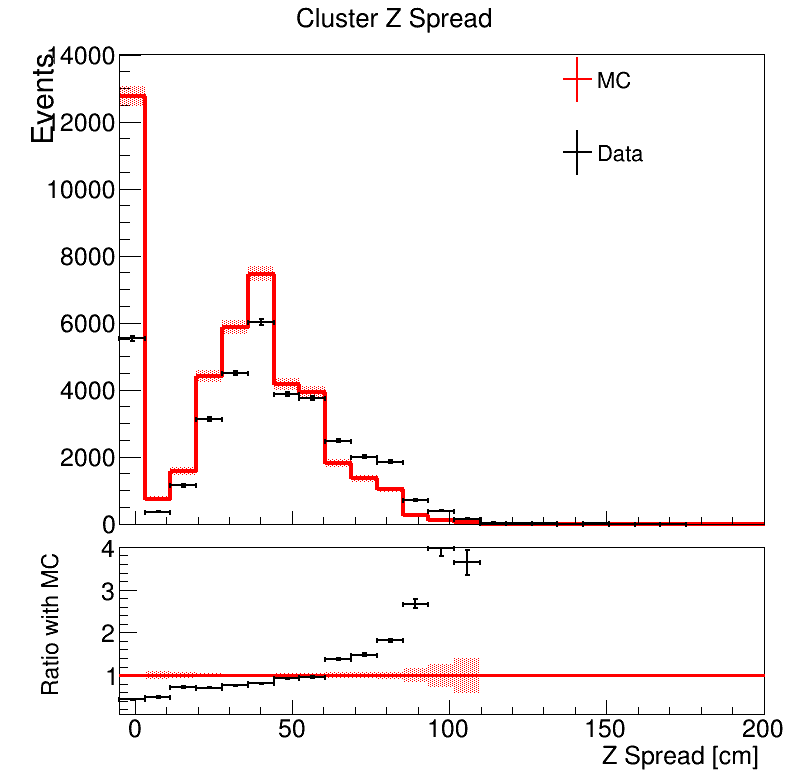 Cluster Z Spread
Events
14000
12000
10000
8000
6000
4000
2000
0
MC
Data
Ratio with MC
4
3
2
1
0 50 100 150 200
Z Spread [cm]